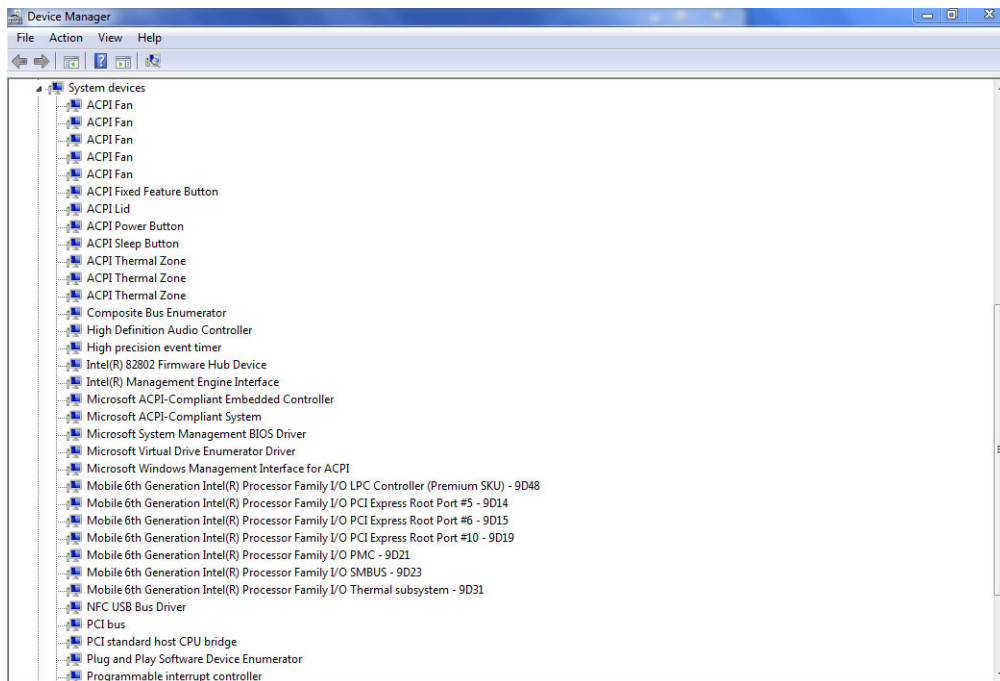 Device Manager
File Action View Help
System devices
ACPI Fan
ACPI Fan
ACPI Fan
ACPI Fan
ACPI Fan
ACPI Fixed Feature Button
ACPI Lid
ACPI Power Button
ACPI Sleep Button
ACPI Thermal Zone
ACPI Thermal Zone
ACPI Thermal Zone
Composite Bus Enumerator
High Definition Audio Controller
High precision event timer
Intel(R) 82802 Firmware Hub Device
Intel(R) Management Engine Interface
Microsoft ACPI-Compliant Embedded Controller
Microsoft ACPI-Compliant System
Microsoft System Management BIOS Driver
Microsoft Virtual Drive Enumerator Driver
Microsoft Windows Management Interface for ACPI
Mobile 6th Generation Intel(R) Processor Family I/O LPC Controller (Premium SKU) - 9D48
Mobile 6th Generation Intel(R) Processor Family I/O PCI Express Root Port #5 - 9D14
Mobile 6th Generation Intel(R) Processor Family I/O PCI Express Root Port #6 - 9D15
Mobile 6th Generation Intel(R) Processor Family I/O PCI Express Root Port #10 - 9D19
Mobile 6th Generation Intel(R) Processor Family I/O PMC - 9D21
Mobile 6th Generation Intel(R) Processor Family I/O SMBUS - 9D23
Mobile 6th Generation Intel(R) Processor Family I/O Thermal subsystem - 9D31
NFC USB Bus Driver
PCI bus
PCI standard host CPU bridge
Plug and Play Software Device Enumerator
Programmable interrupt controller